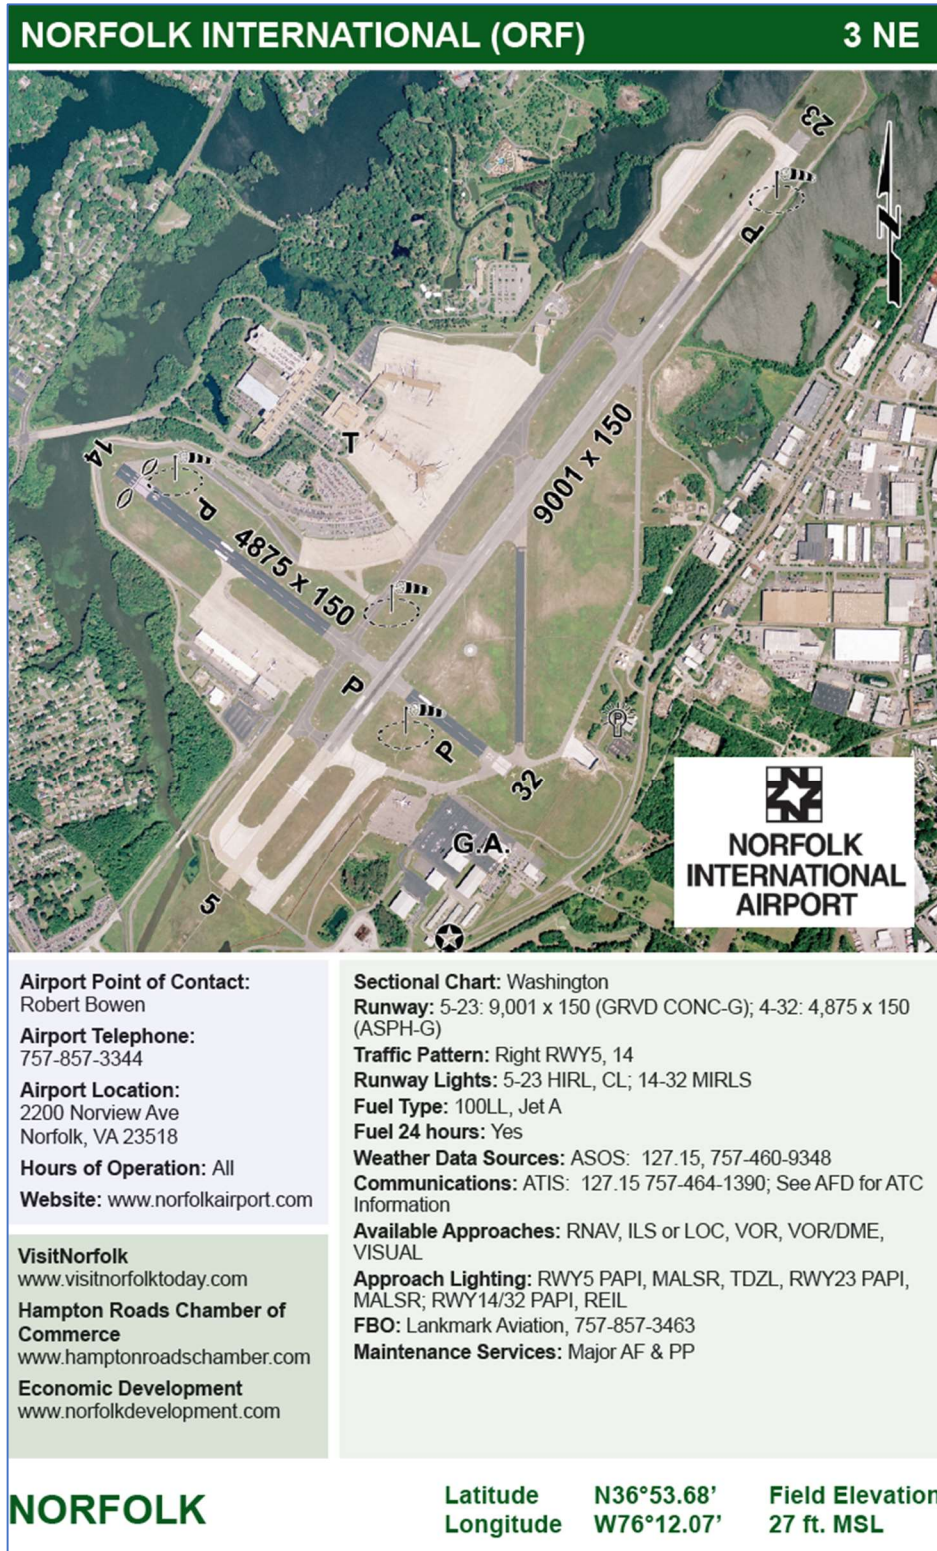 NORFOLK INTERNATIONAL (ORF) 3 NE
23
P
9001 x 150
T
14
P
4875 x 150
P
P
P
32
G.A.
5
N
NORFOLK
INTERNATIONAL
AIRPORT
Airport Point of Contact:
Robert Bowen
Airport Telephone:
757-857-3344
Airport Location:
2200 Norview Ave
Norfolk, VA 23518
Hours of Operation: All
Website: www.norfolkairport.com
VisitNorfolk
www.visitnorfolktoday.com
Hampton Roads Chamber of
Commerce
www.hamptonroadschamber.com
Economic Development
www.norfolkdevelopment.com
Sectional Chart: Washington
Runway: 5-23: 9,001 x 150 (GRVD CONC-G); 4-32: 4,875 x 150
(ASPH-G)
Traffic Pattern: Right RWY5, 14
Runway Lights: 5-23 HIRL, CL; 14-32 MIRLS
Fuel Type: 100LL, Jet A
Fuel 24 hours: Yes
Weather Data Sources: ASOS: 127.15, 757-460-9348
Communications: ATIS: 127.15 757-464-1390; See AFD for ATC
Information
Available Approaches: RNAV, ILS or LOC, VOR, VOR/DME,
VISUAL
Approach Lighting: RWY5 PAPI, MALSR, TDZL, RWY23 PAPI,
MALSR; RWY14/32 PAPI, REIL
FBO: Lankmark Aviation, 757-857-3463
Maintenance Services: Major AF & PP
NORFOLK
Latitude N36°53.68’ Field Elevation
Longitude W76°12.07’ 27 ft. MSL